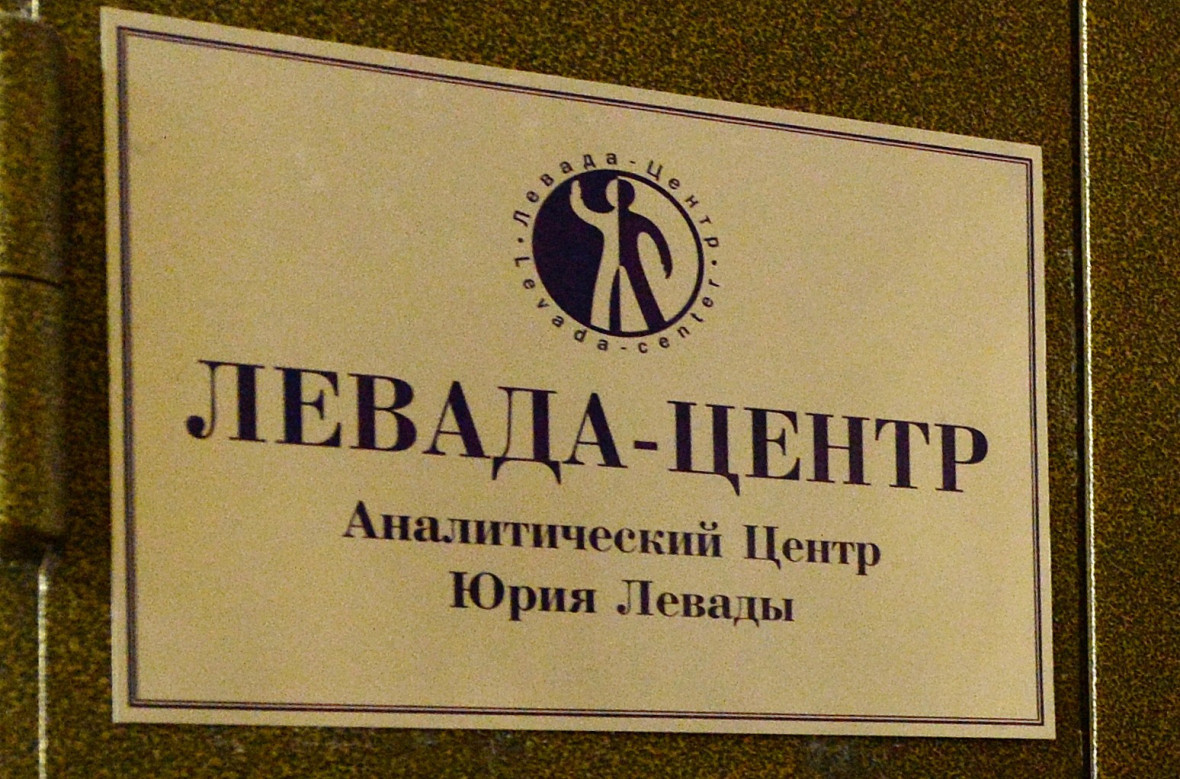 Левада-Центр
Levada-center
ЛЕВАДА-ЦЕНТР
Аналитический Центр
Юрия Левады